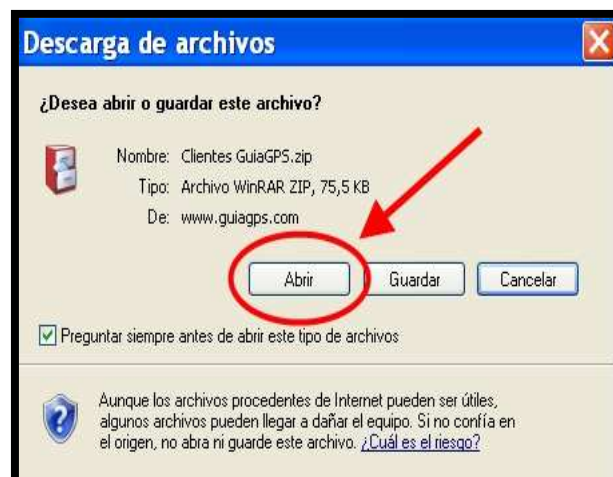 Descarga de archivos
¿Desea abrir o guardar este archivo?
Nombre: Clientes GuiaGPS.zip
Tipo: Archivo WinRAR ZIP, 75,5 KB
De: www.guiagps.com
Abrir Guardar Cancelar
Preguntar siempre antes de abrir este tipo de archivos
Aunque los archivos procedentes de Internet pueden ser útiles,
algunos archivos pueden llegar a dañar el equipo. Si no confía en
el origen, no abra ni guarde este archivo. ¿Cuál es el riesgo?